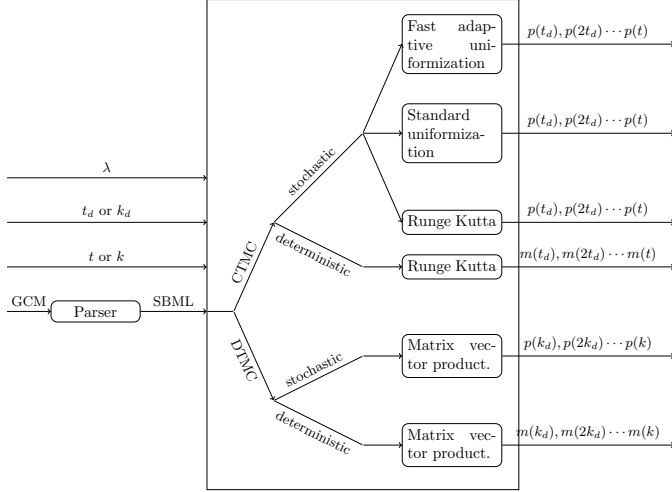 Fast adap-
tive uni-
formization
p(t_d), p(2t_d) ⋯ p(t)
Standard
uniformiza-
tion
p(t_d), p(2t_d) ⋯ p(t)
stochastic
λ
t_d or k_d
Runge Kutta
p(t_d), p(2t_d) ⋯ p(t)
deterministic
t or k
CTMC
Runge Kutta
m(t_d), m(2t_d) ⋯ m(t)
GCM
Parser
SBML
DTMC
stochastic
Matrix vec-
tor product.
p(k_d), p(2k_d) ⋯ p(k)
deterministic
Matrix vec-
tor product.
m(k_d), m(2k_d) ⋯ m(k)